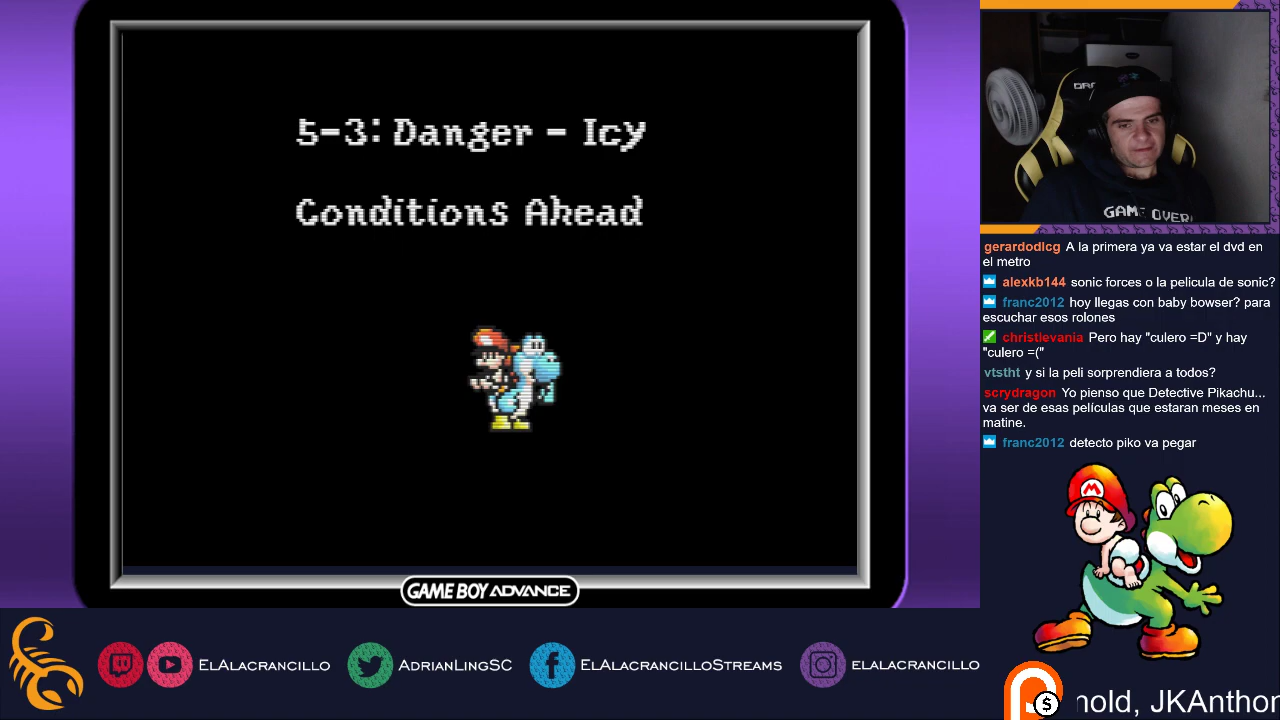 5-3: Danger - Icy
Conditions Ahead
GAME BOY ADVANCE
GAME OVER!
gerardodlcg A la primera ya va estar el dvd en
el metro
alexkb144 sonic forces o la pelicula de sonic?
franc2012 hoy llegas con baby bowser? para
escuchar esos rolones
christlevania Pero hay "culero =D" y hay
"culero =("
vtstht y si la peli sorprendiera a todos?
scrydragon Yo pienso que Detective Pikachu...
va ser de esas películas que estaran meses en
matine.
franc2012 detecto piko va pegar
M
ElAlacrancillo
AdrianLingSC
ElAlacrancilloStreams
elalacrancillo
$
nold, JKAnthon